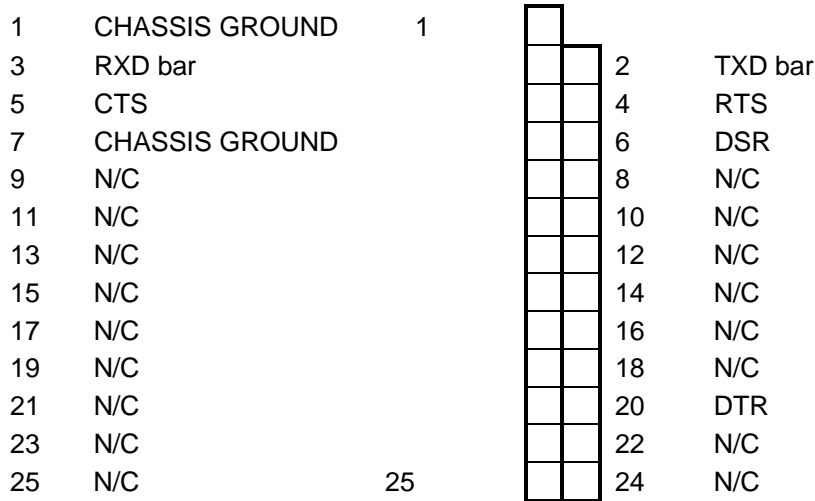 1 CHASSIS GROUND 1
3 RXD bar 2 TXD bar
5 CTS 4 RTS
7 CHASSIS GROUND 6 DSR
9 N/C 8 N/C
11 N/C 10 N/C
13 N/C 12 N/C
15 N/C 14 N/C
17 N/C 16 N/C
19 N/C 18 N/C
21 N/C 20 DTR
23 N/C 22 N/C
25 N/C 25 24 N/C